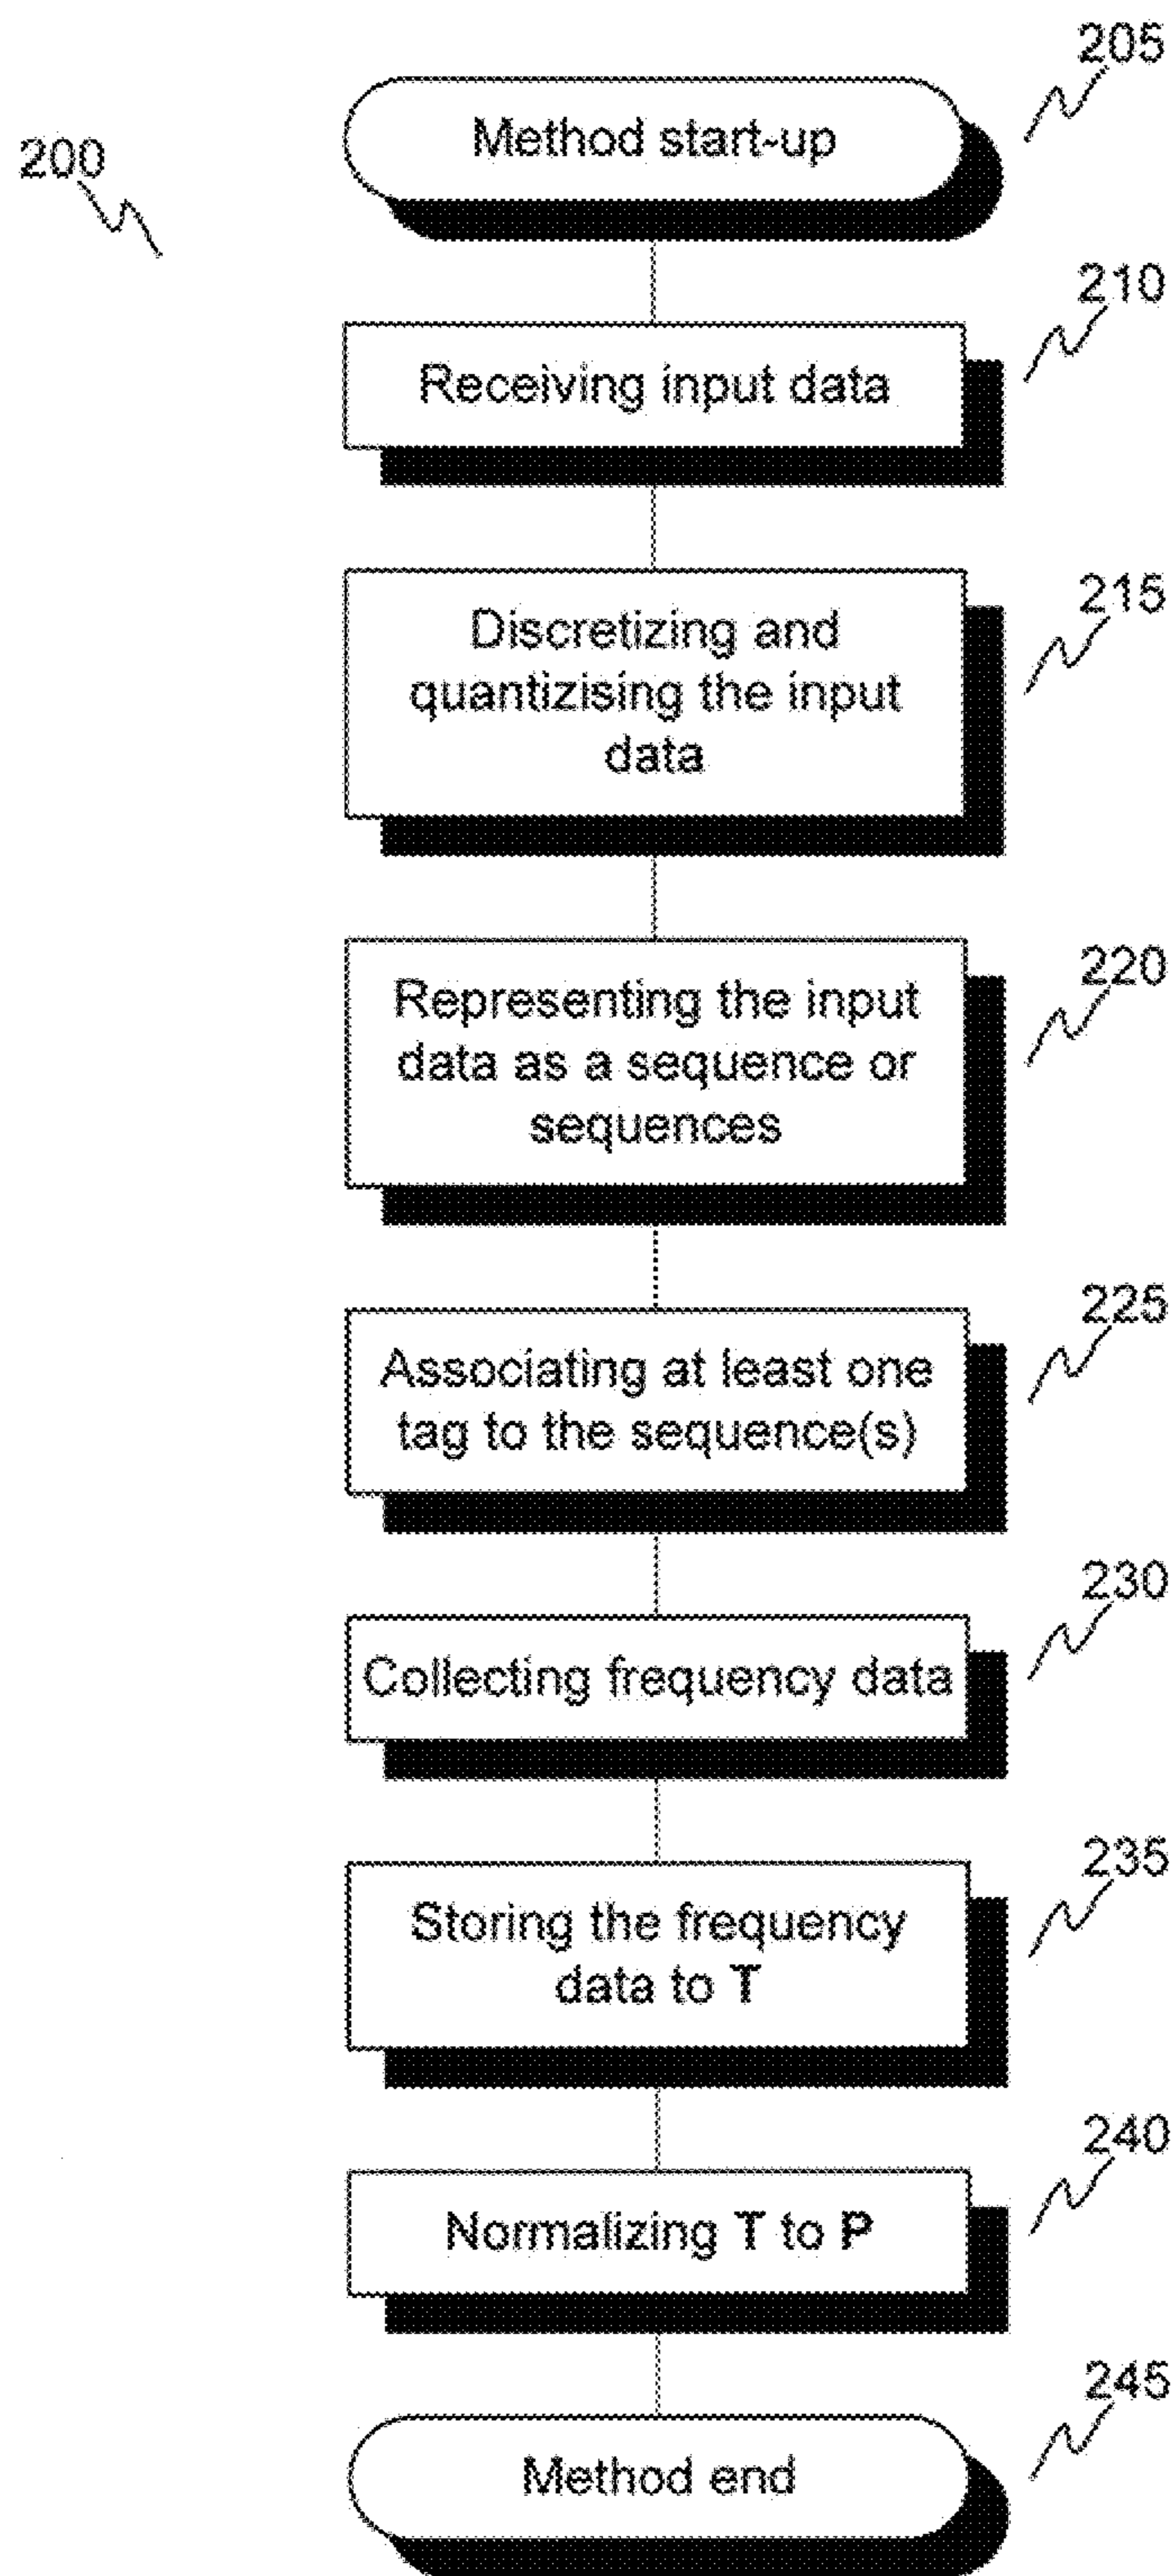 205
Method start-up
200
210
Receiving input data
215
Discretizing and
quantizising the input
data
220
Representing the input
data as a sequence or
sequences
225
Associating at least one
tag to the sequence(s)
230
Collecting frequency data
235
Storing the frequency
data to T
240
Normalizing T to P
245
Method end